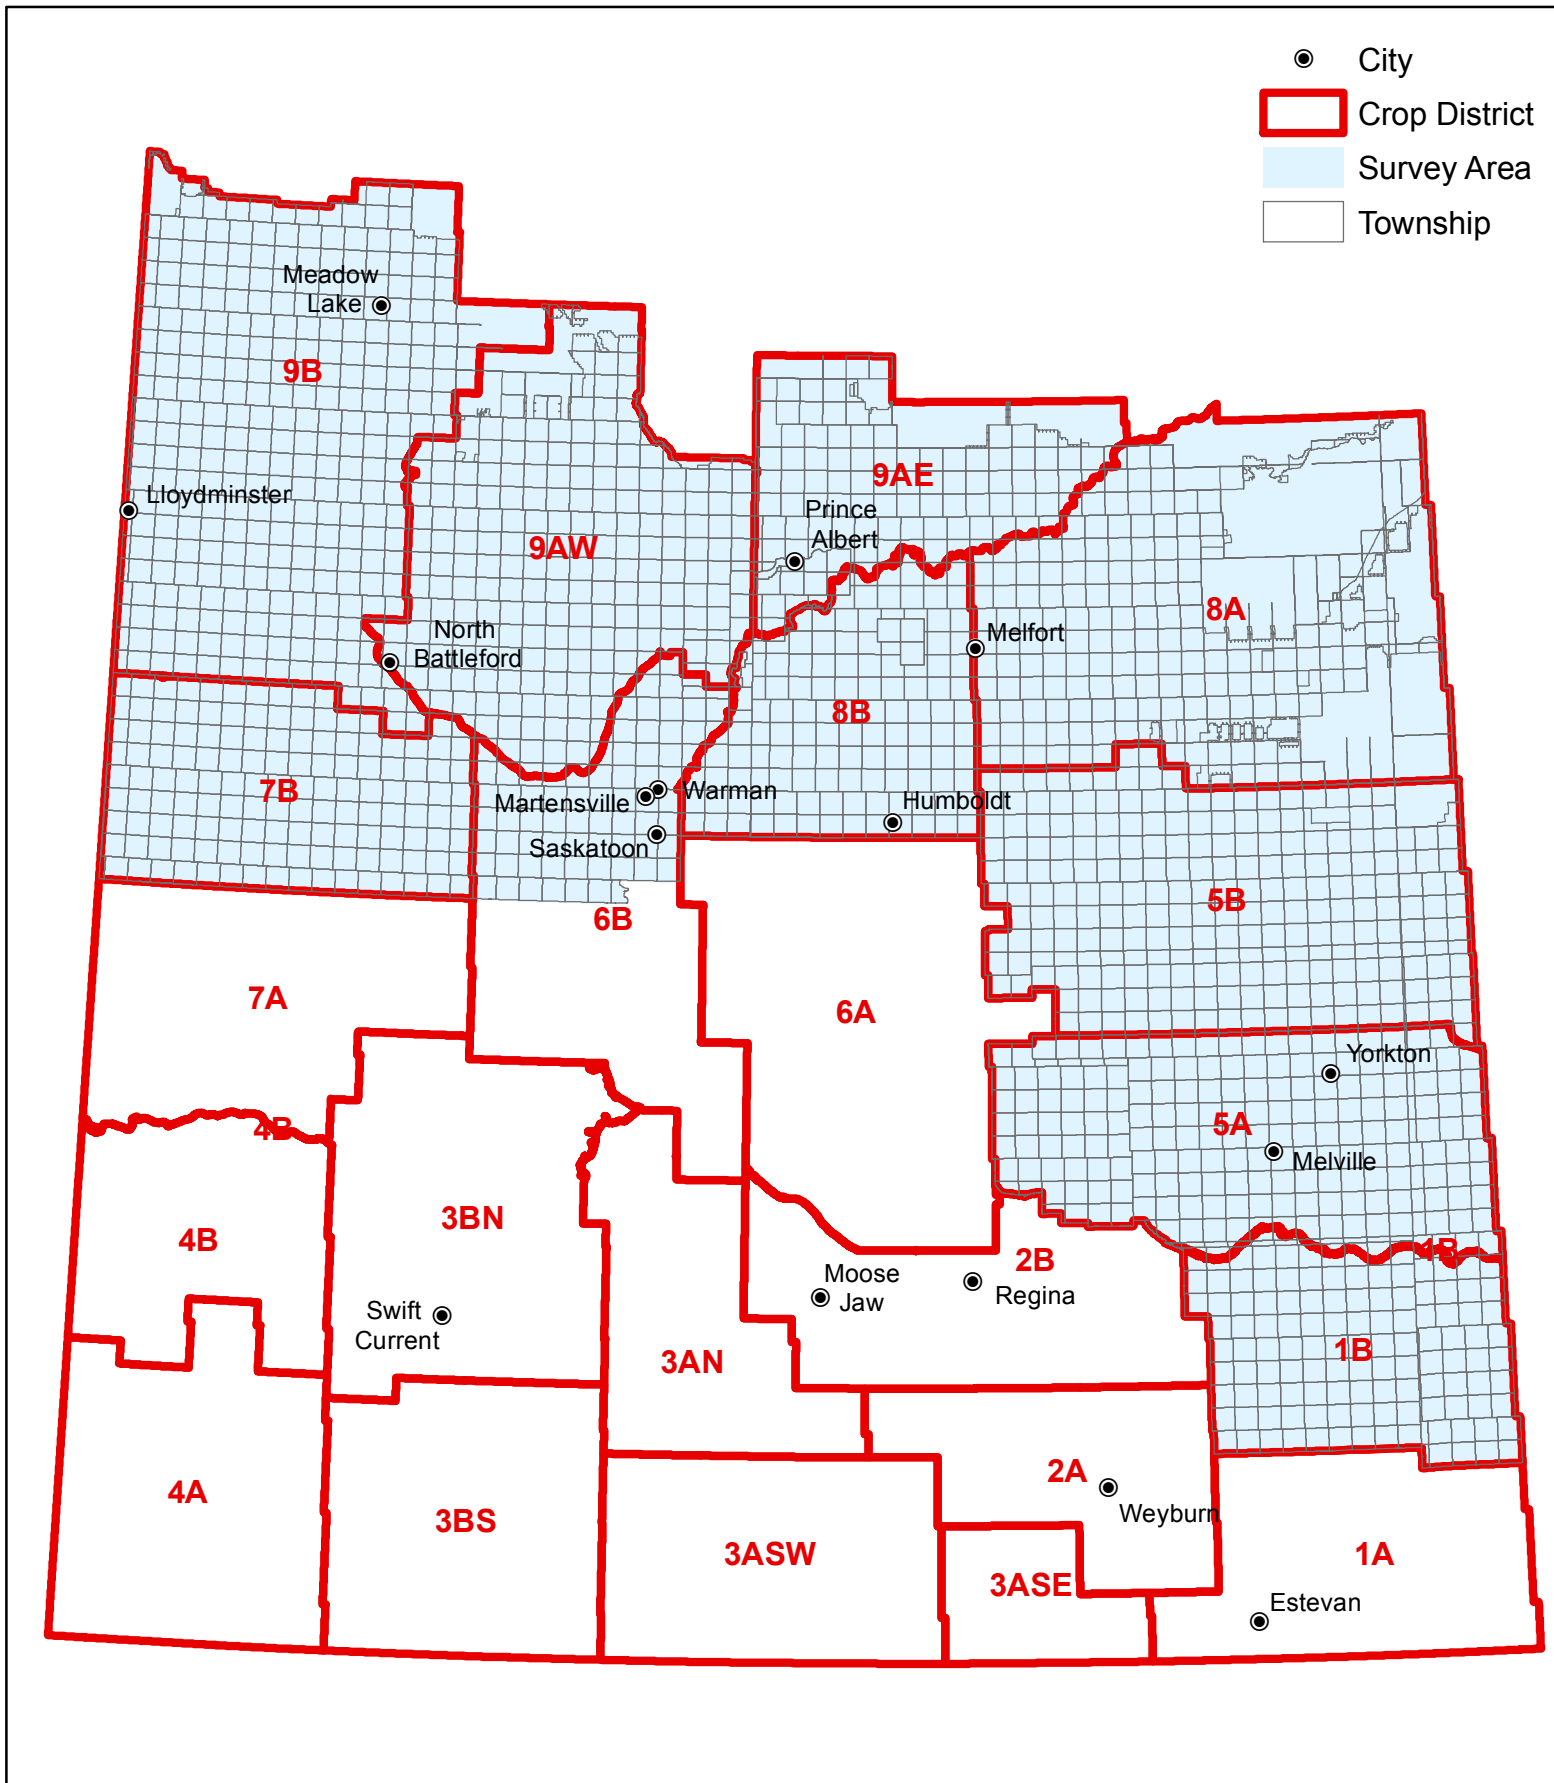 City
Crop District
Survey Area
Township
Meadow
Lake
9B
Lloydminster
9AW
9AE
Prince
Albert
8A
North
Battleford
Melfort
8B
7B
Martensville
Warman
Humboldt
Saskatoon
5B
6B
7A
6A
Yorkton
4B
5A
Melville
3BN
4B
1B
2B
Moose
Jaw
Regina
Swift
Current
1B
3AN
2A
4A
Weyburn
3BS
3ASW
1A
3ASE
Estevan